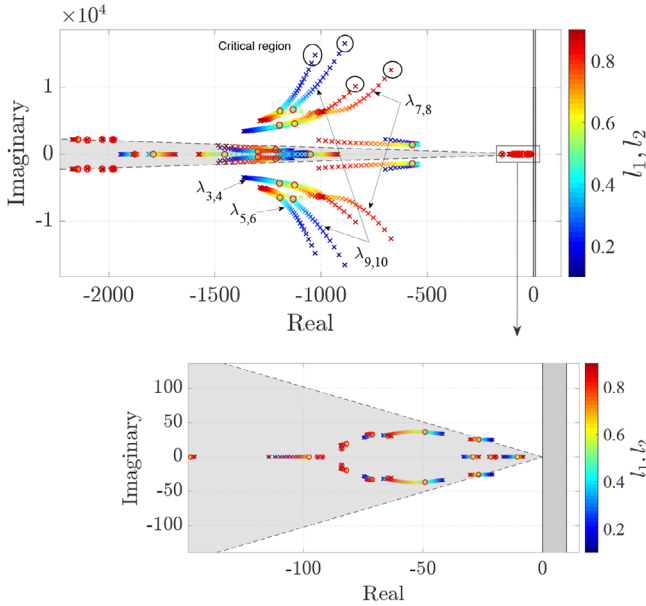 ×10⁴
Critical region
1
0
-1
Imaginary
λ7,8
λ3,4
λ5,6
λ9,10
-2000
-1500
-1000
-500
0
Real
0.8
0.6
0.4
0.2
l1, l2
100
50
0
-50
-100
Imaginary
-100
-50
0
Real
0.8
0.6
0.4
0.2
l1, l2